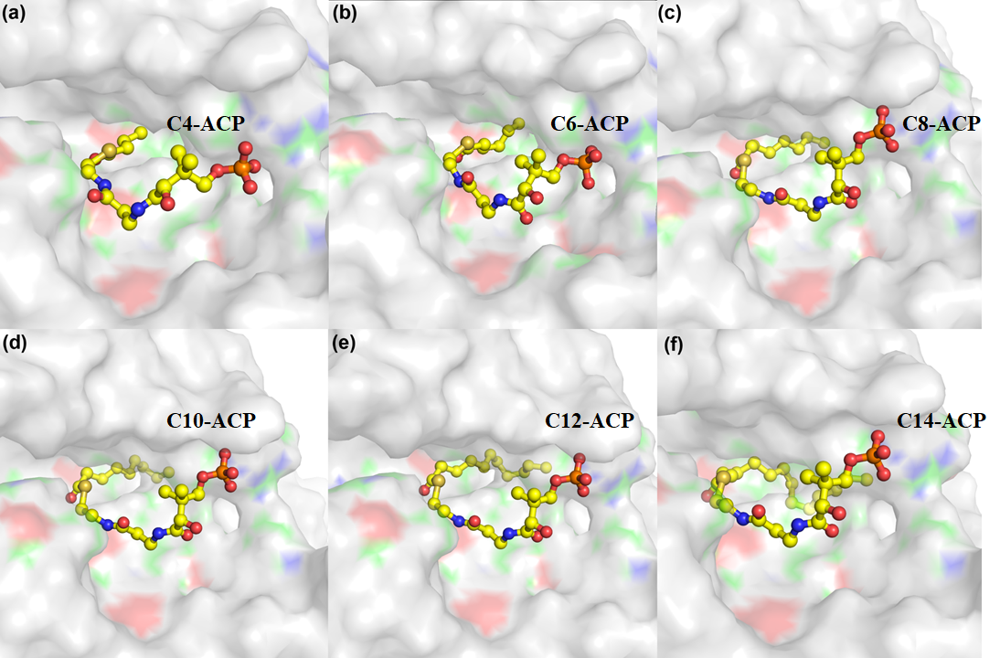 (a)
C4-ACP
(b)
C6-ACP
(c)
C8-ACP
(d)
C10-ACP
(e)
C12-ACP
(f)
C14-ACP